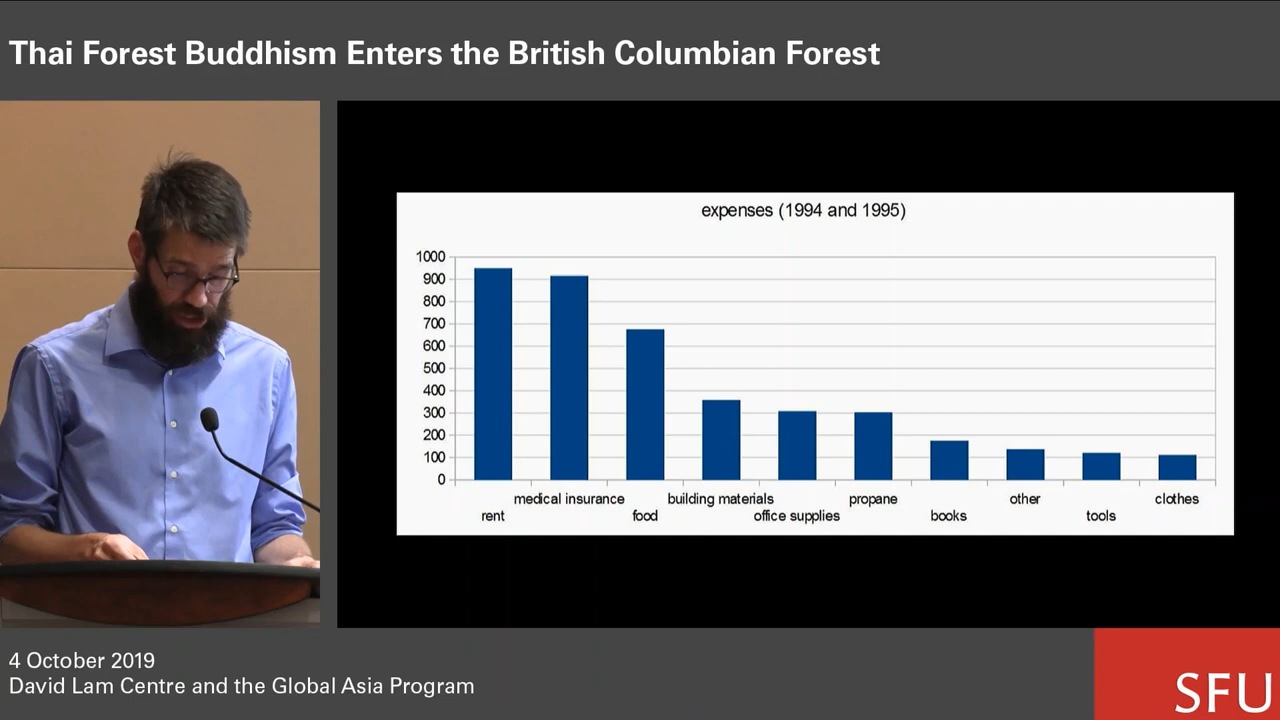 Thai Forest Buddhism Enters the British Columbian Forest
expenses (1994 and 1995)
1000
900
800
700
600
500
400
300
200
100
0
rent
medical insurance
food
building materials
office supplies
propane
books
other
tools
clothes
4 October 2019
David Lam Centre and the Global Asia Program
SFU